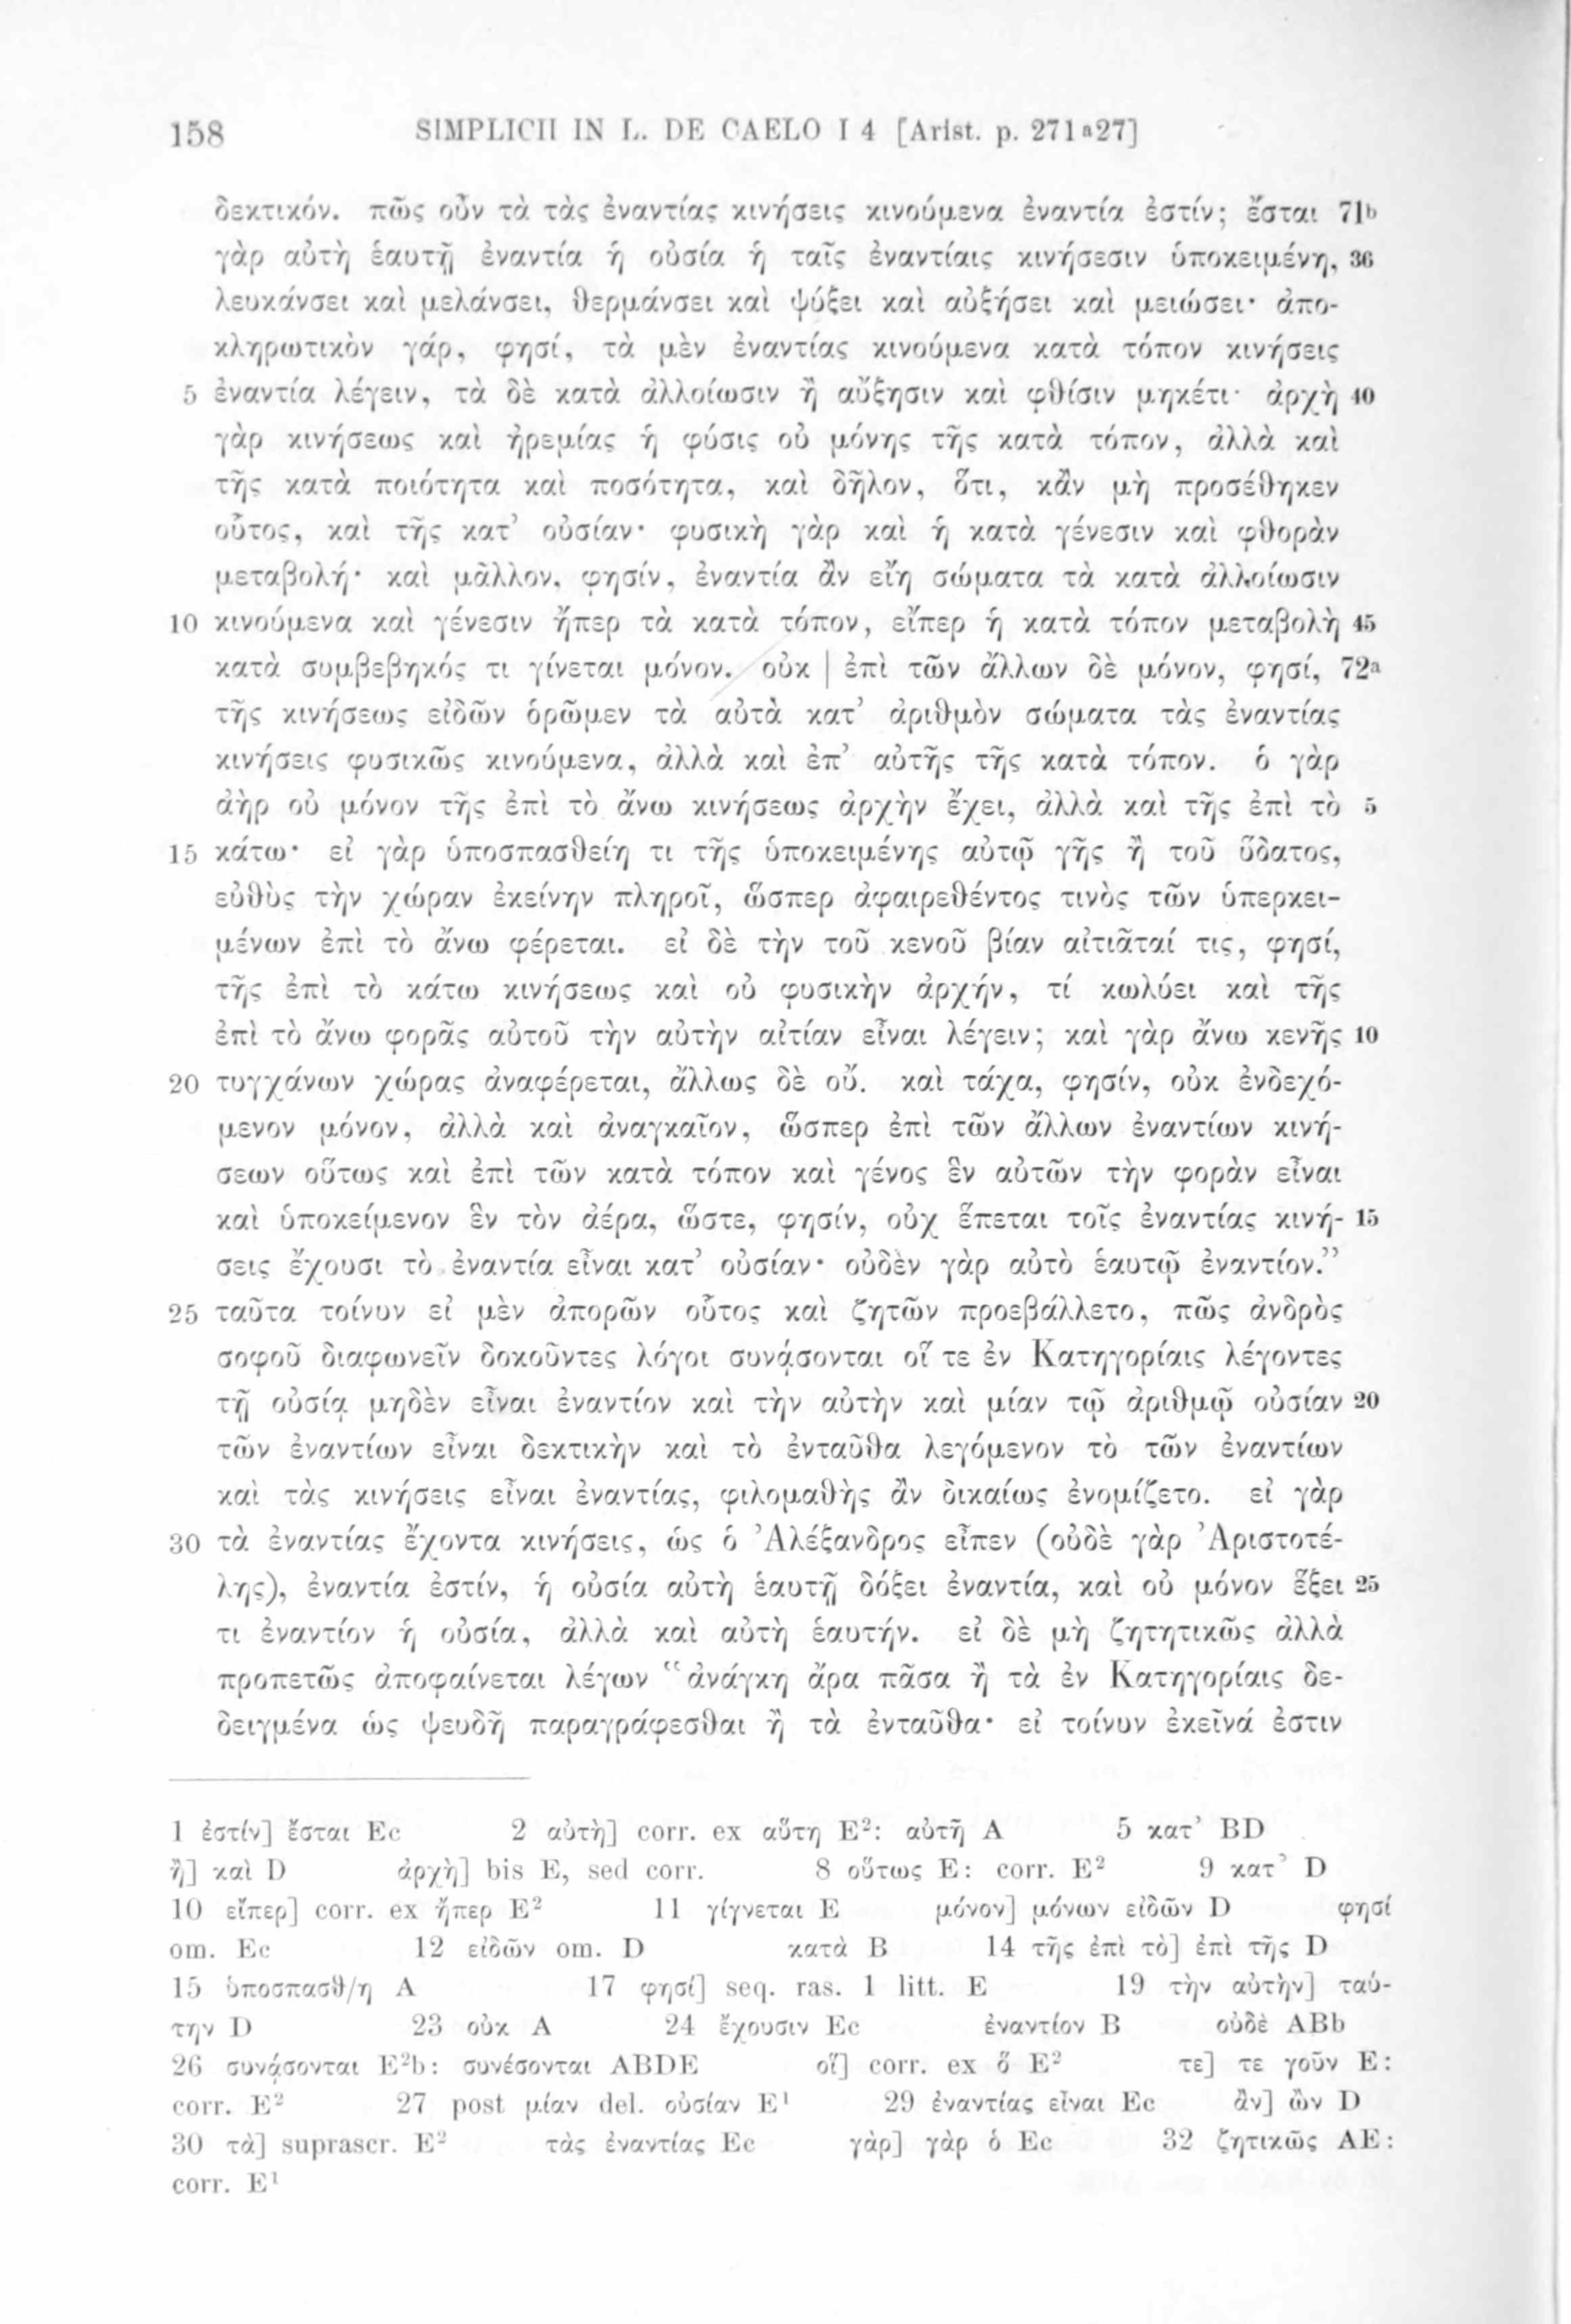 158 SIMPLICII IN L. DE CAELO I 4 [Arist. p. 271a27]
δεκτικόν. πῶς οὖν τὰ τὰς ἐναντίας κινήσεις κινούμενα ἐναντία ἐστίν; ἔσται 71b
γὰρ αὐτὴ ἑαυτῇ ἐναντία ἡ οὐσία ἡ ταῖς ἐναντίαις κινήσεσιν ὑποκειμένη, 36
λευκάνσει καὶ μελάνσει, θερμάνσει καὶ ψύξει καὶ αὐξήσει καὶ μειώσει· ἀπο-
κληρωτικὸν γάρ, φησί, τὰ μὲν ἐναντίας κινούμενα κατὰ τόπον κινήσεις
5 ἐναντία λέγειν, τὰ δὲ κατὰ ἀλλοίωσιν ἢ αὔξησιν καὶ φθίσιν μηκέτι· ἀρχὴ 40
γὰρ κινήσεως καὶ ἠρεμίας ἡ φύσις οὐ μόνης τῆς κατὰ τόπον, ἀλλὰ καὶ
τῆς κατὰ ποιότητα καὶ ποσότητα, καὶ δῆλον, ὅτι, κἂν μὴ προσέθηκεν
οὗτος, καὶ τῆς κατ’ οὐσίαν· φυσικὴ γὰρ καὶ ἡ κατὰ γένεσιν καὶ φθορὰν
μεταβολή· καὶ μᾶλλον, φησίν, ἐναντία ἂν εἴη σώματα τὰ κατὰ ἀλλοίωσιν
10 κινούμενα καὶ γένεσιν ἤπερ τὰ κατὰ τόπον, εἴπερ ἡ κατὰ τόπον μεταβολὴ 45
κατὰ συμβεβηκός τι γίνεται μόνον. οὐκ | ἐπὶ τῶν ἄλλων δὲ μόνον, φησί, 72a
τῆς κινήσεως εἰδῶν ὁρῶμεν τὰ αὐτὰ κατ’ ἀριθμὸν σώματα τὰς ἐναντίας
κινήσεις φυσικῶς κινούμενα, ἀλλὰ καὶ ἐπ’ αὐτῆς τῆς κατὰ τόπον. ὁ γὰρ
ἀὴρ οὐ μόνον τῆς ἐπὶ τὸ ἄνω κινήσεως ἀρχὴν ἔχει, ἀλλὰ καὶ τῆς ἐπὶ τὸ 5
15 κάτω· εἰ γὰρ ὑποσπασθείη τι τῆς ὑποκειμένης αὐτῷ γῆς ἢ τοῦ ὕδατος,
εὐθὺς τὴν χώραν ἐκείνην πληροῖ, ὥσπερ ἀφαιρεθέντος τινὸς τῶν ὑπερκει-
μένων ἐπὶ τὸ ἄνω φέρεται. εἰ δὲ τὴν τοῦ κενοῦ βίαν αἰτιᾶταί τις, φησί,
τῆς ἐπὶ τὸ κάτω κινήσεως καὶ οὐ φυσικὴν ἀρχήν, τί κωλύει καὶ τῆς
ἐπὶ τὸ ἄνω φορᾶς αὐτοῦ τὴν αὐτὴν αἰτίαν εἶναι λέγειν; καὶ γὰρ ἄνω κενῆς 10
20 τυγχάνων χώρας ἀναφέρεται, ἄλλως δὲ οὔ. καὶ τάχα, φησίν, οὐκ ἐνδεχό-
μενον μόνον, ἀλλὰ καὶ ἀναγκαῖον, ὥσπερ ἐπὶ τῶν ἄλλων ἐναντίων κινή-
σεων οὕτως καὶ ἐπὶ τῶν κατὰ τόπον καὶ γένος ἓν αὐτῶν τὴν φορὰν εἶναι
καὶ ὑποκείμενον ἓν τὸν ἀέρα, ὥστε, φησίν, οὐχ ἕπεται τοῖς ἐναντίας κινή- 15
σεις ἔχουσι τὸ ἐναντία εἶναι κατ’ οὐσίαν· οὐδὲν γὰρ αὐτὸ ἑαυτῷ ἐναντίον.”
25 ταῦτα τοίνυν εἰ μὲν ἀπορῶν οὗτος καὶ ζητῶν προεβάλλετο, πῶς ἀνδρὸς
σοφοῦ διαφωνεῖν δοκοῦντες λόγοι συνᾴσονται οἵ τε ἐν Κατηγορίαις λέγοντες
τῇ οὐσίᾳ μηδὲν εἶναι ἐναντίον καὶ τὴν αὐτὴν καὶ μίαν τῷ ἀριθμῷ οὐσίαν 20
τῶν ἐναντίων εἶναι δεκτικὴν καὶ τὸ ἐνταῦθα λεγόμενον τὸ τῶν ἐναντίων
καὶ τὰς κινήσεις εἶναι ἐναντίας, φιλομαθὴς ἂν δικαίως ἐνομίζετο. εἰ γὰρ
30 τὰ ἐναντίας ἔχοντα κινήσεις, ὡς ὁ Ἀλέξανδρος εἶπεν (οὐδὲ γὰρ Ἀριστοτέ-
λης), ἐναντία ἐστίν, ἡ οὐσία αὐτὴ ἑαυτῇ δόξει ἐναντία, καὶ οὐ μόνον ἕξει 25
τι ἐναντίον ἡ οὐσία, ἀλλὰ καὶ αὐτὴ ἑαυτήν. εἰ δὲ μὴ ζητητικῶς ἀλλὰ
προπετῶς ἀποφαίνεται λέγων “ἀνάγκη ἄρα πᾶσα ἢ τὰ ἐν Κατηγορίαις δε-
δειγμένα ὡς ψευδῆ παραγράφεσθαι ἢ τὰ ἐνταῦθα· εἰ τοίνυν ἐκεῖνά ἐστιν
1 ἐστίν] ἔσται Ec 2 αὐτὴ] corr. ex αὕτη E²: αὐτῆ A 5 κατ’ BD
ἢ] καὶ D ἀρχὴ] bis E, sed corr. 8 οὕτως E: corr. E² 9 κατ’ D
10 εἴπερ] corr. ex ἤπερ E² 11 γίγνεται E μόνον] μόνων εἰδῶν D φησί
om. Ec 12 εἰδῶν om. D κατὰ B 14 τῆς ἐπὶ τὸ] ἐπὶ τῆς D
15 ὑποσπασθ/η A 17 φησί] seq. ras. 1 litt. E 19 τὴν αὐτὴν] ταύ-
την D 23 οὐκ A 24 ἔχουσιν Ec ἐναντίον B οὐδὲ ABb
26 συνᾴσονται E²b: συνέσονται ABDE οἵ] corr. ex ὅ E² τε] τε γοῦν E:
corr. E² 27 post μίαν del. οὐσίαν E¹ 29 ἐναντίας εἶναι Ec ἂν] ὢν D
30 τὰ] suprascr. E² τὰς ἐναντίας Ec γὰρ] γὰρ ὁ Ec 32 ζητικῶς AE:
corr. E¹